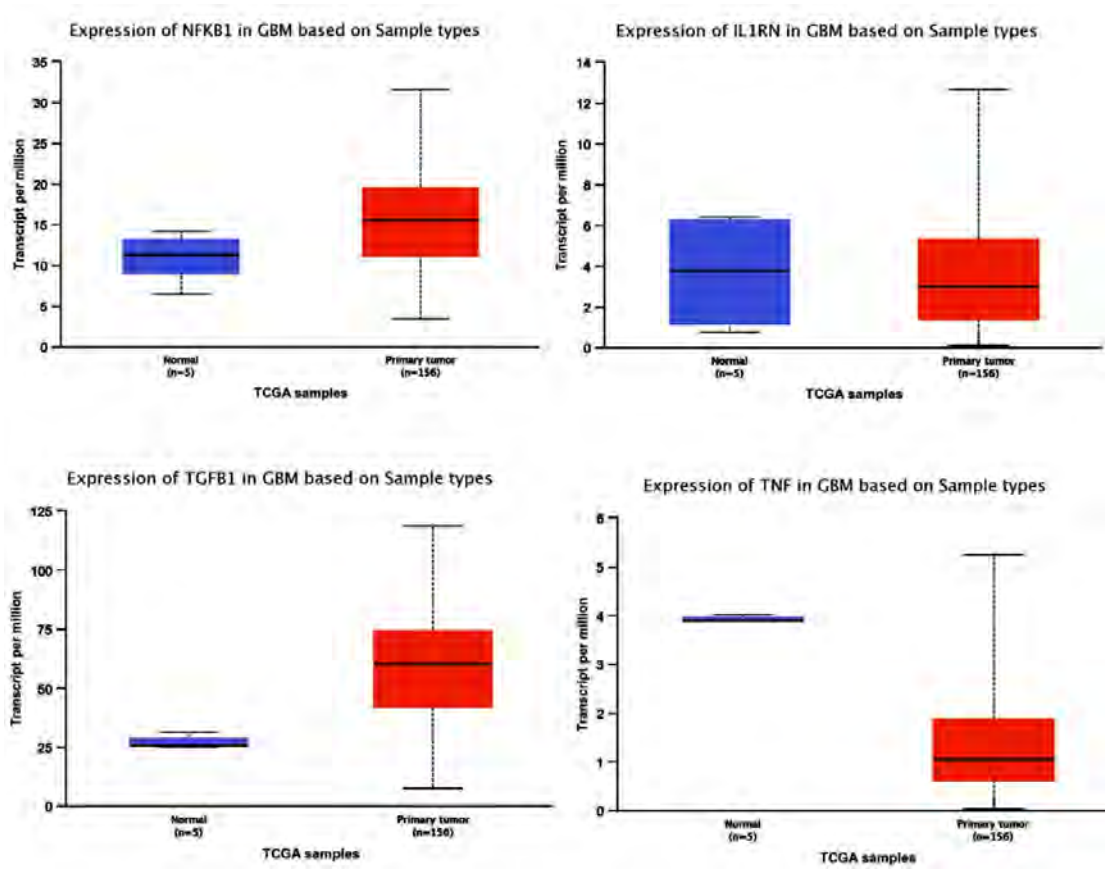 Expression of NFKB1 in GBM based on Sample types
35
30
25
20
15
10
5
0
Transcript per million
Normal
(n=5)
Primary tumor
(n=156)
TCGA samples
Expression of IL1RN in GBM based on Sample types
14
12
10
8
6
4
2
0
Transcript per million
Normal
(n=5)
Primary tumor
(n=156)
TCGA samples
Expression of TGFB1 in GBM based on Sample types
125
100
75
50
25
0
Transcript per million
Normal
(n=5)
Primary tumor
(n=156)
TCGA samples
Expression of TNF in GBM based on Sample types
6
5
4
3
2
1
0
Transcript per million
Normal
(n=5)
Primary tumor
(n=156)
TCGA samples